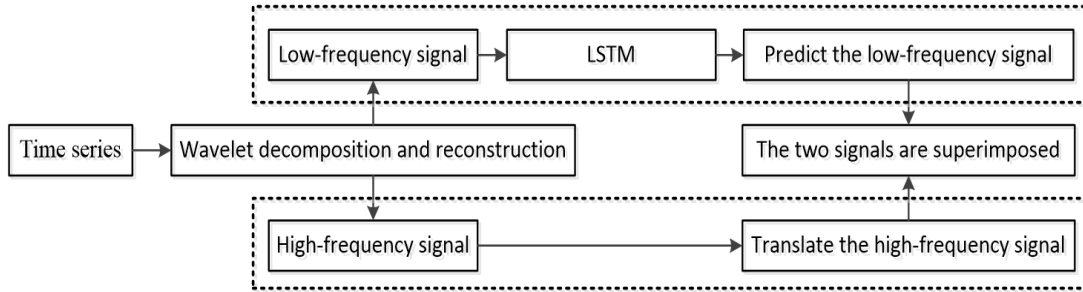 Low-frequency signal
LSTM
Predict the low-frequency signal
Time series
Wavelet decomposition and reconstruction
The two signals are superimposed
High-frequency signal
Translate the high-frequency signal